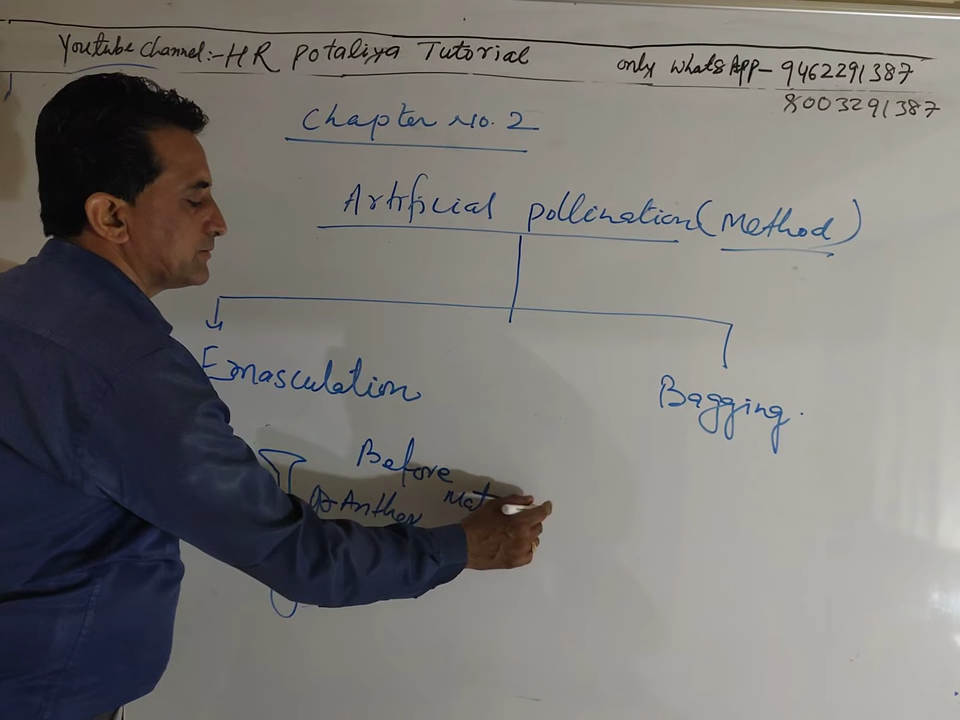 Youtube Channel:- HR Potaliya Tutorial
only WhatsApp- 9462291387
8003291387
Chapter No. 2
Artificial pollination (Method)
Emasculation
Bagging.
Before
Mat
Anther